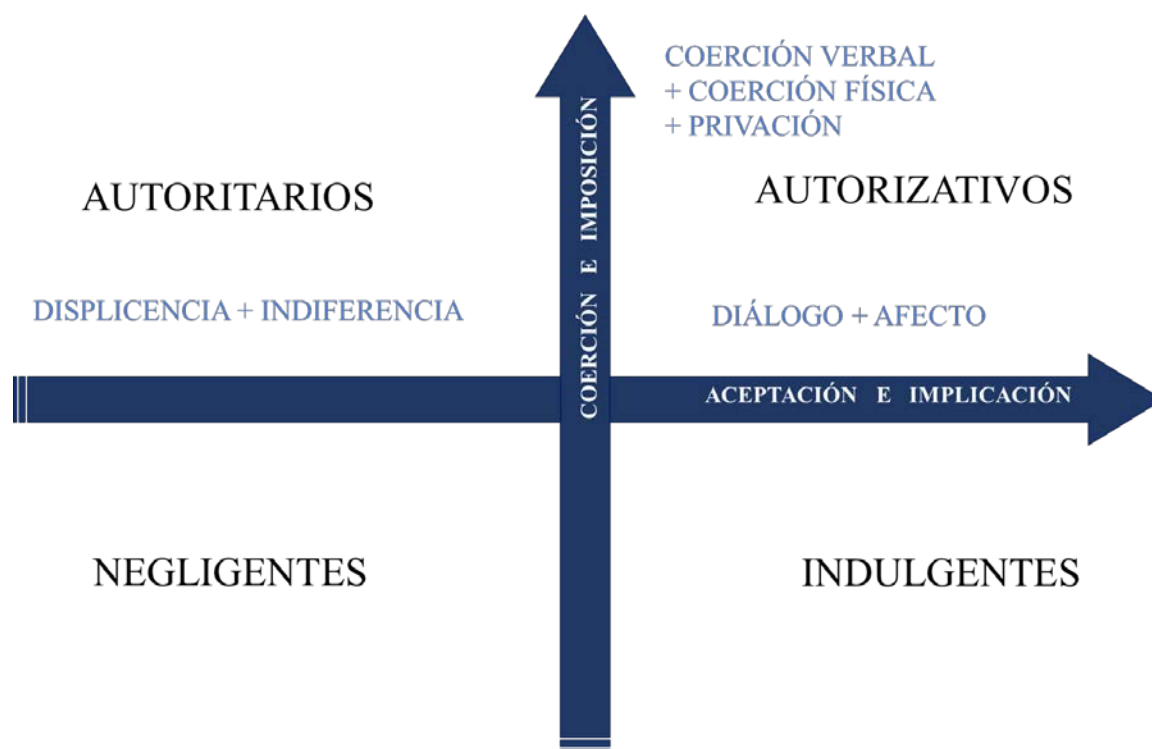 COERCIÓN VERBAL
+ COERCIÓN FÍSICA
+ PRIVACIÓN
COERCIÓN E IMPOSICIÓN
AUTORITARIOS
AUTORIZATIVOS
DISPLICENCIA + INDIFERENCIA
DIÁLOGO + AFECTO
ACEPTACIÓN E IMPLICACIÓN
NEGLIGENTES
INDULGENTES